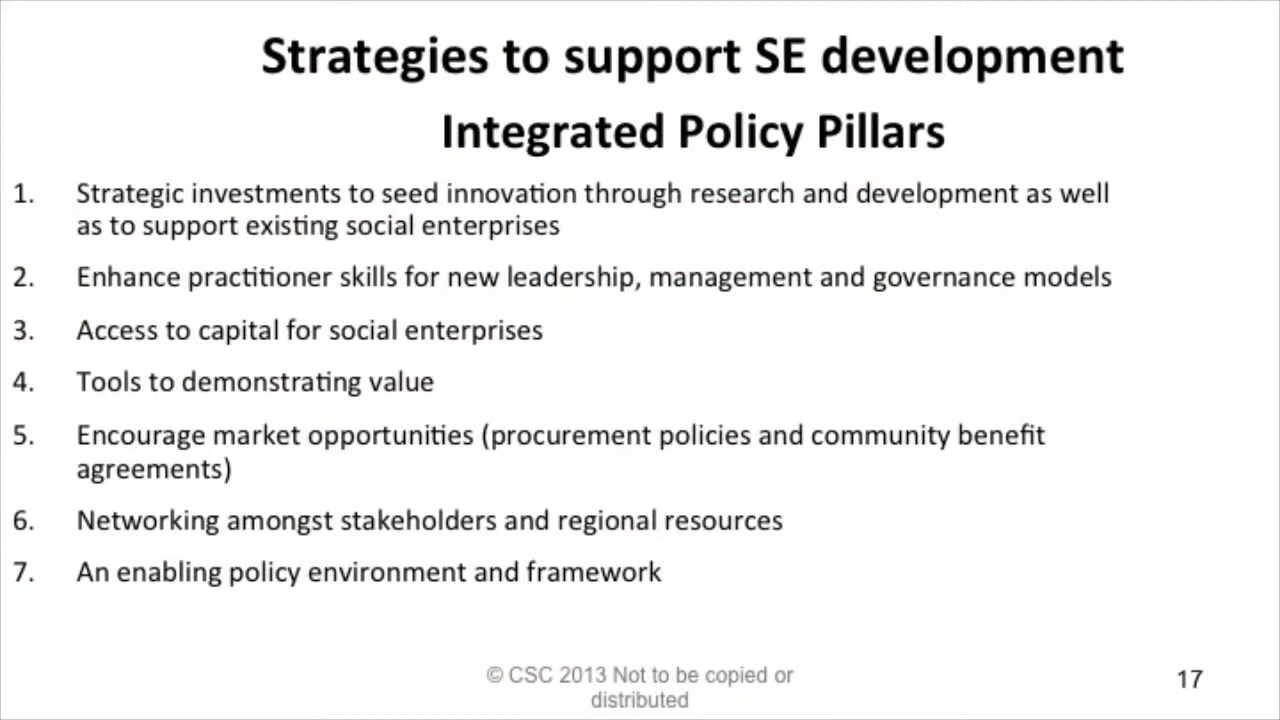 Strategies to support SE development
Integrated Policy Pillars
1. Strategic investments to seed innovation through research and development as well
as to support existing social enterprises
2. Enhance practitioner skills for new leadership, management and governance models
3. Access to capital for social enterprises
4. Tools to demonstrating value
5. Encourage market opportunities (procurement policies and community benefit
agreements)
6. Networking amongst stakeholders and regional resources
7. An enabling policy environment and framework
© CSC 2013 Not to be copied or
distributed
17